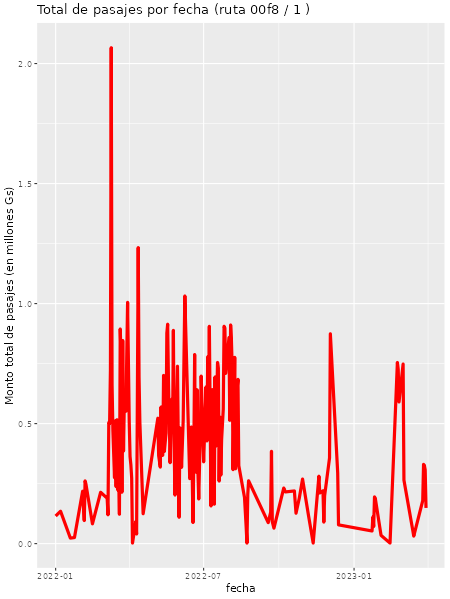 Total de pasajes por fecha (ruta 00f8 / 1 )
Monto total de pasajes (en millones Gs)
2.0
1.5
1.0
0.5
0.0
2022-01
2022-07
2023-01
fecha